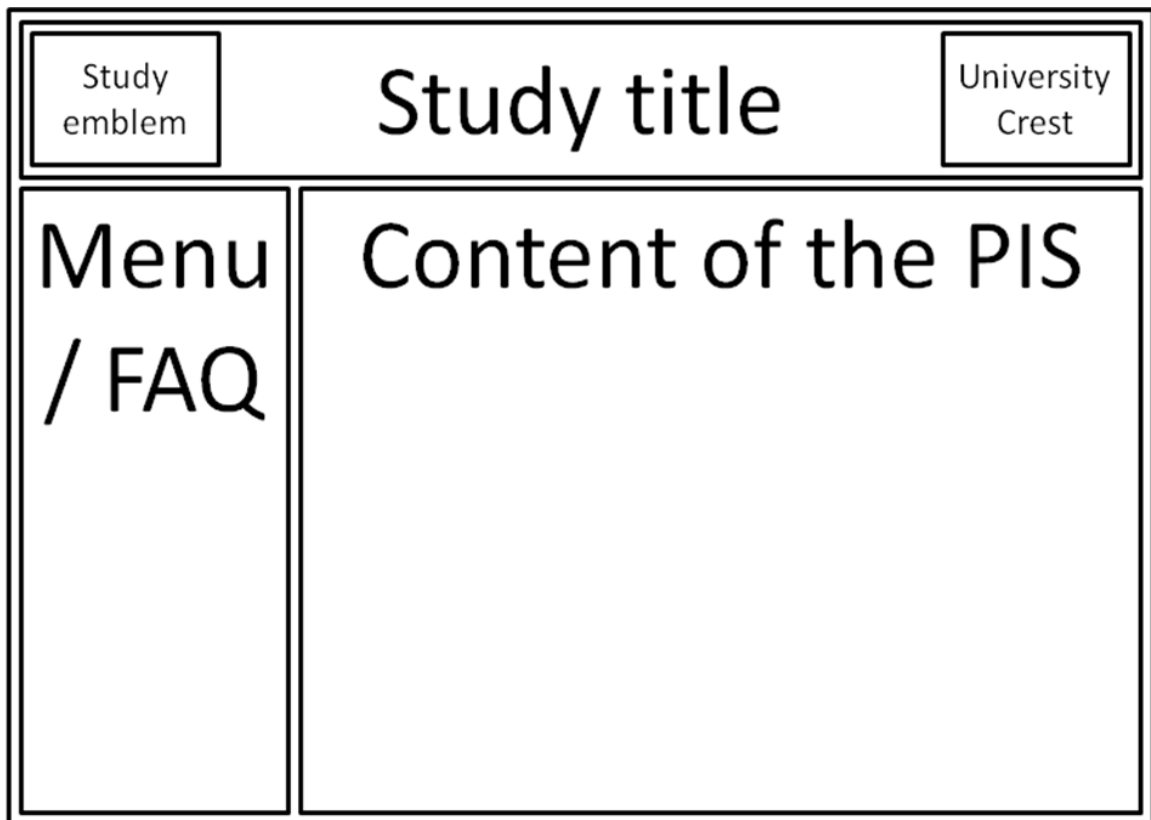 Study
emblem
Study title
University
Crest
Menu
/ FAQ
Content of the PIS